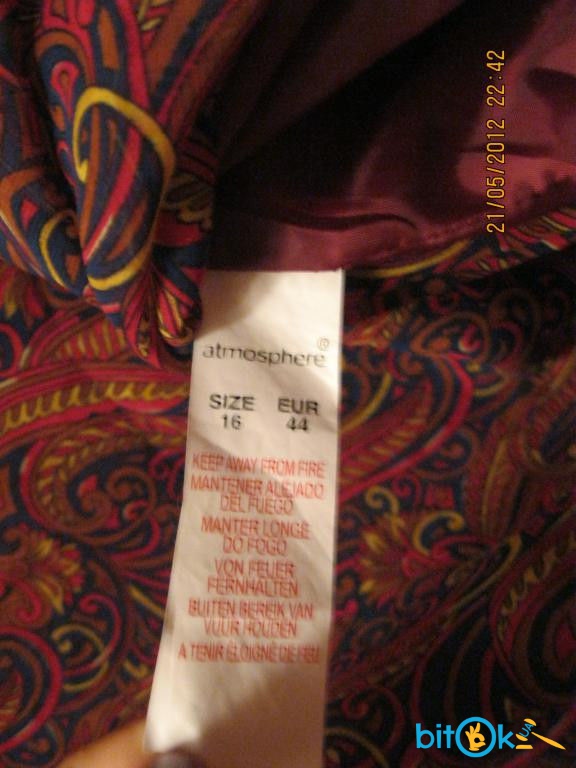 21/05/2012 22:42
atmosphere®
SIZE EUR
16 44
KEEP AWAY FROM FIRE
MANTENER ALEJADO
DEL FUEGO
MANTER LONGE
DO FOGO
VON FEUER
FERNHALTEN
BUITEN BEREIK VAN
VUUR HOUDEN
A TENIR ÉLOIGNÉ DE FEU
bitOk UA